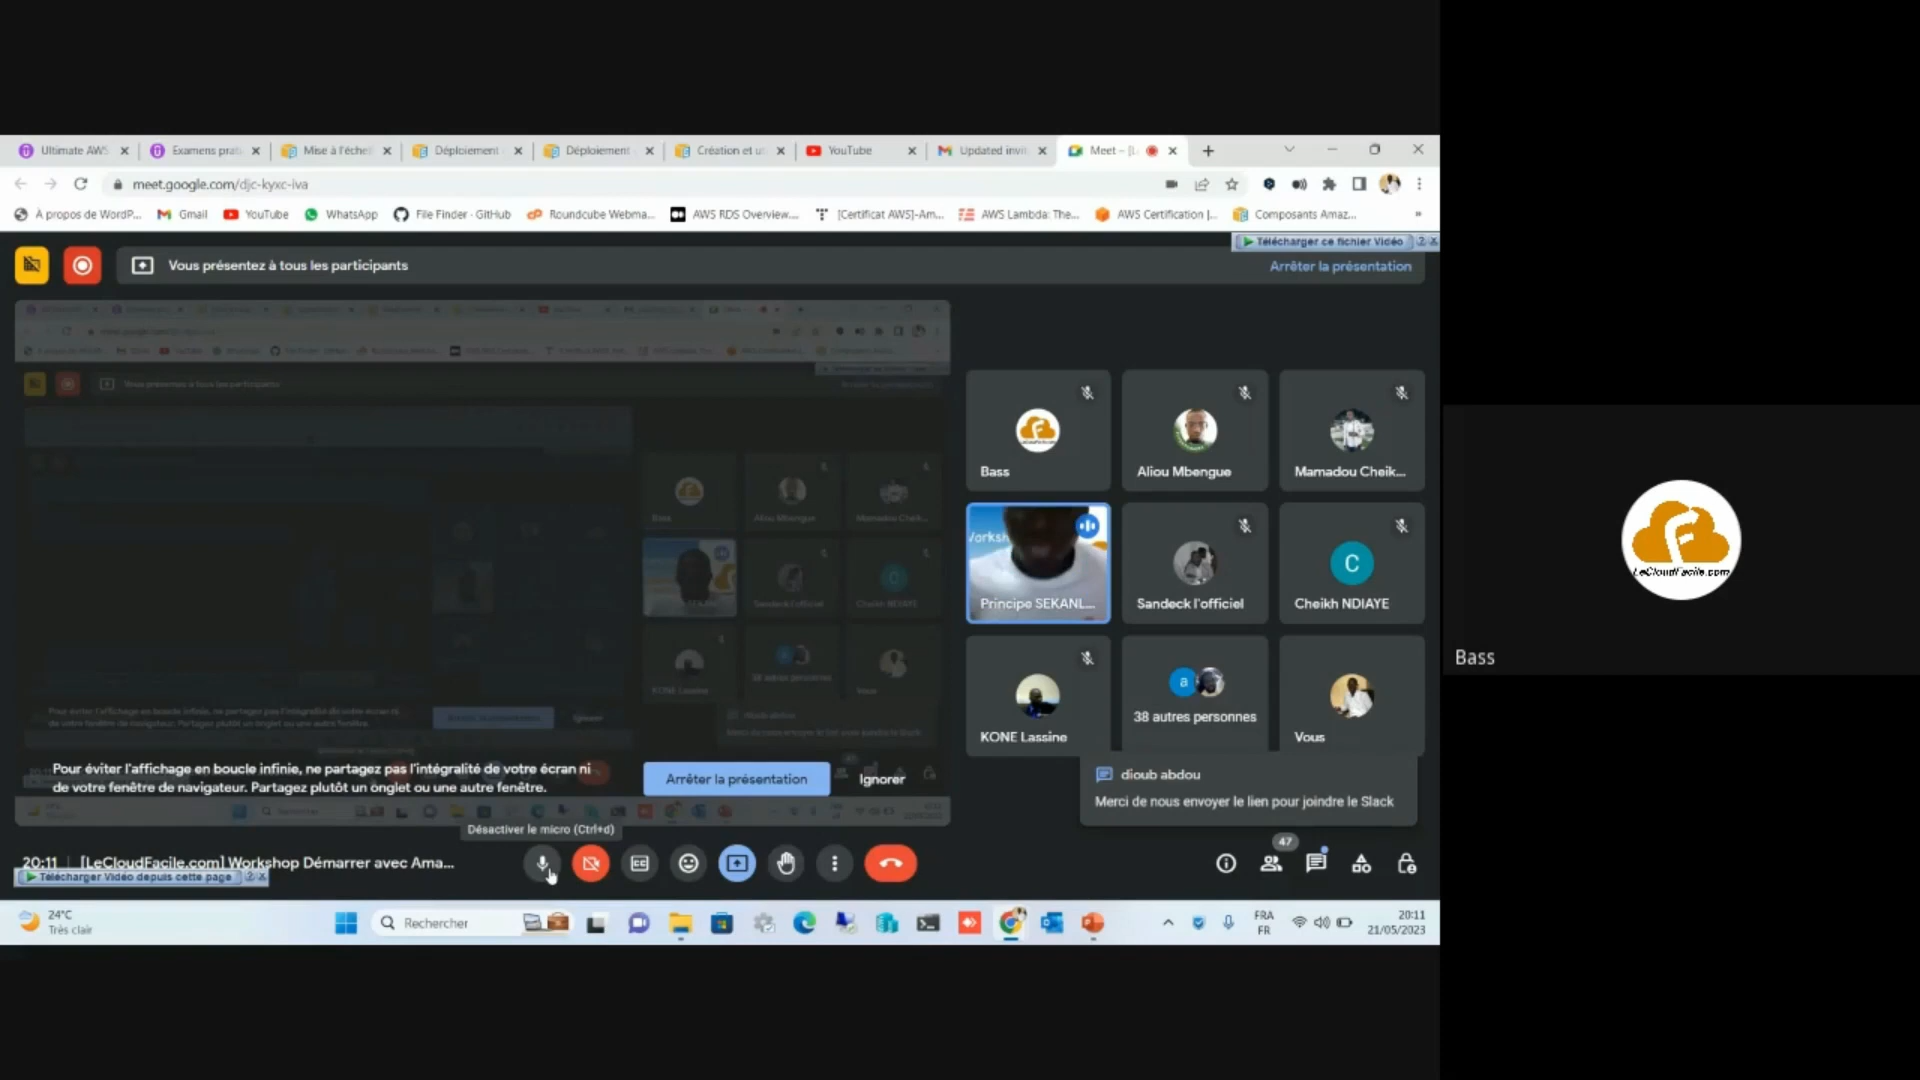 Ultimate AWS
Examens prati
Mise à l'échel
Déploiement
Déploiement
Création et ut
YouTube
Updated invi
Meet – [L
meet.google.com/djc-kyxc-iva
À propos de WordP...
Gmail
YouTube
WhatsApp
File Finder · GitHub
Roundcube Webma...
AWS RDS Overview,...
[Certificat AWS]-Am...
AWS Lambda: The...
AWS Certification |...
Composants Amaz...
»
Télécharger ce fichier Vidéo
Vous présentez à tous les participants
Arrêter la présentation
Bass
Aliou Mbengue
Mamadou Cheik...
Principe SEKANL...
Sandeck l'officiel
C
Cheikh NDIAYE
KONE Lassine
a
38 autres personnes
Vous
Pour éviter l'affichage en boucle infinie, ne partagez pas l'intégralité de votre écran ni
de votre fenêtre de navigateur. Partagez plutôt un onglet ou une autre fenêtre.
Arrêter la présentation
Ignorer
dioub abdou
Merci de nous envoyer le lien pour joindre le Slack
Désactiver le micro (Ctrl+d)
20:11 | [LeCloudFacile.com] Workshop Démarrer avec Ama...
47
Télécharger Vidéo depuis cette page
24°C
Très clair
Rechercher
FRA
FR
20:11
21/05/2023
LeCloudFacile.com
Bass